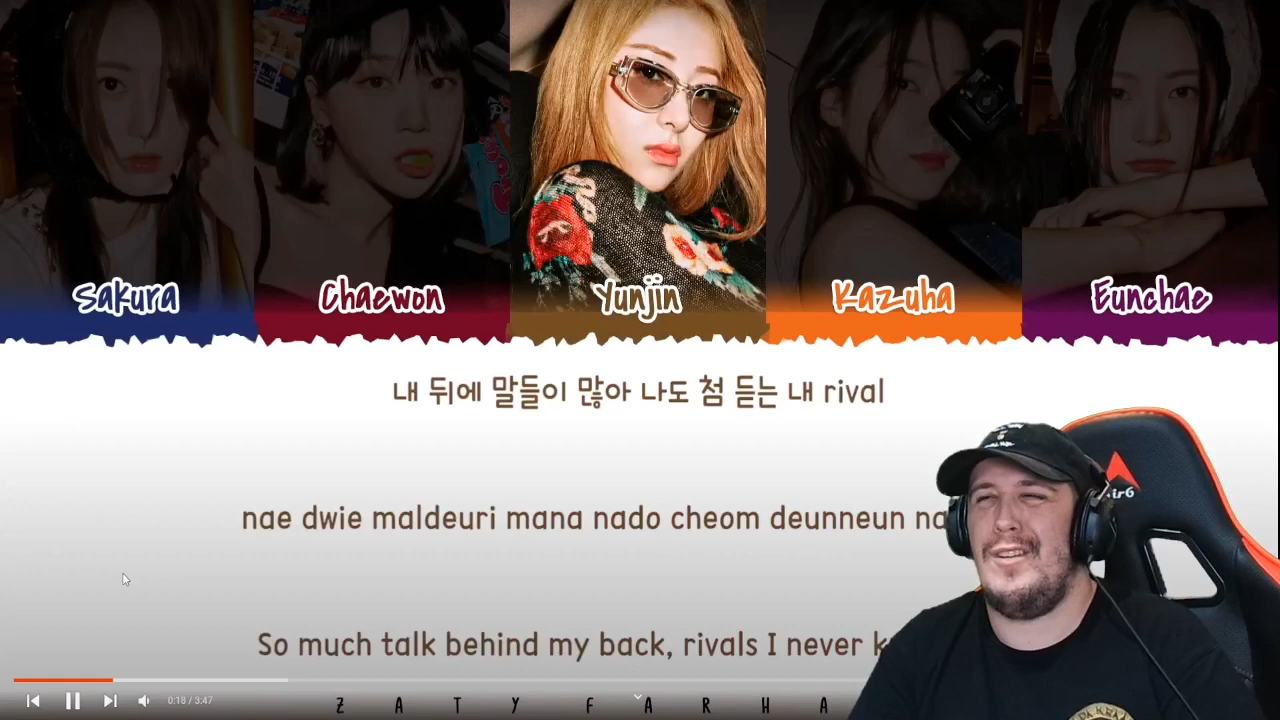 Sakura
Chaewon
Yunjin
Kazuha
Eunchae
내 뒤에 말들이 많아 나도 첨 듣는 내 rival
nae dwie maldeuri mana nado cheom deunneun na
So much talk behind my back, rivals I never k
0:18 / 3:47
Z A T Y F A R H A